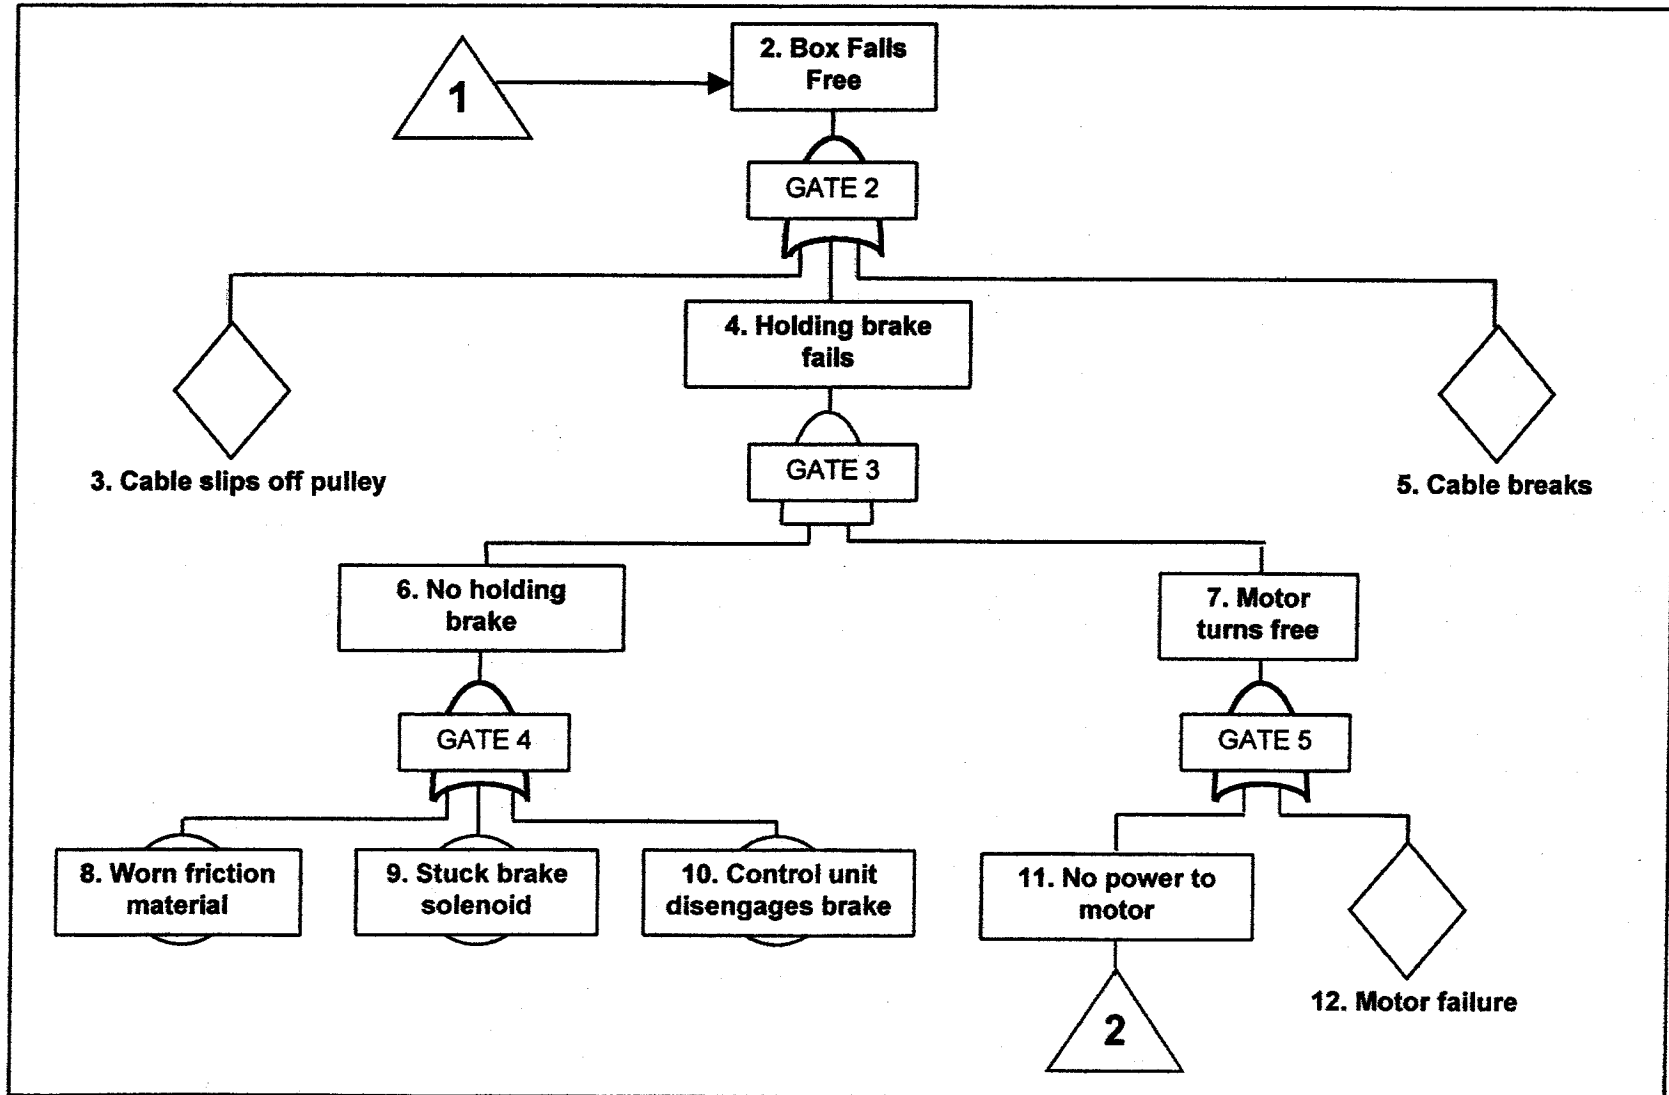 2. Box Falls
Free
1
GATE 2
4. Holding brake
fails
3. Cable slips off pulley
GATE 3
5. Cable breaks
6. No holding
brake
7. Motor
turns free
GATE 4
GATE 5
8. Worn friction
material
9. Stuck brake
solenoid
10. Control unit
disengages brake
11. No power to
motor
12. Motor failure
2